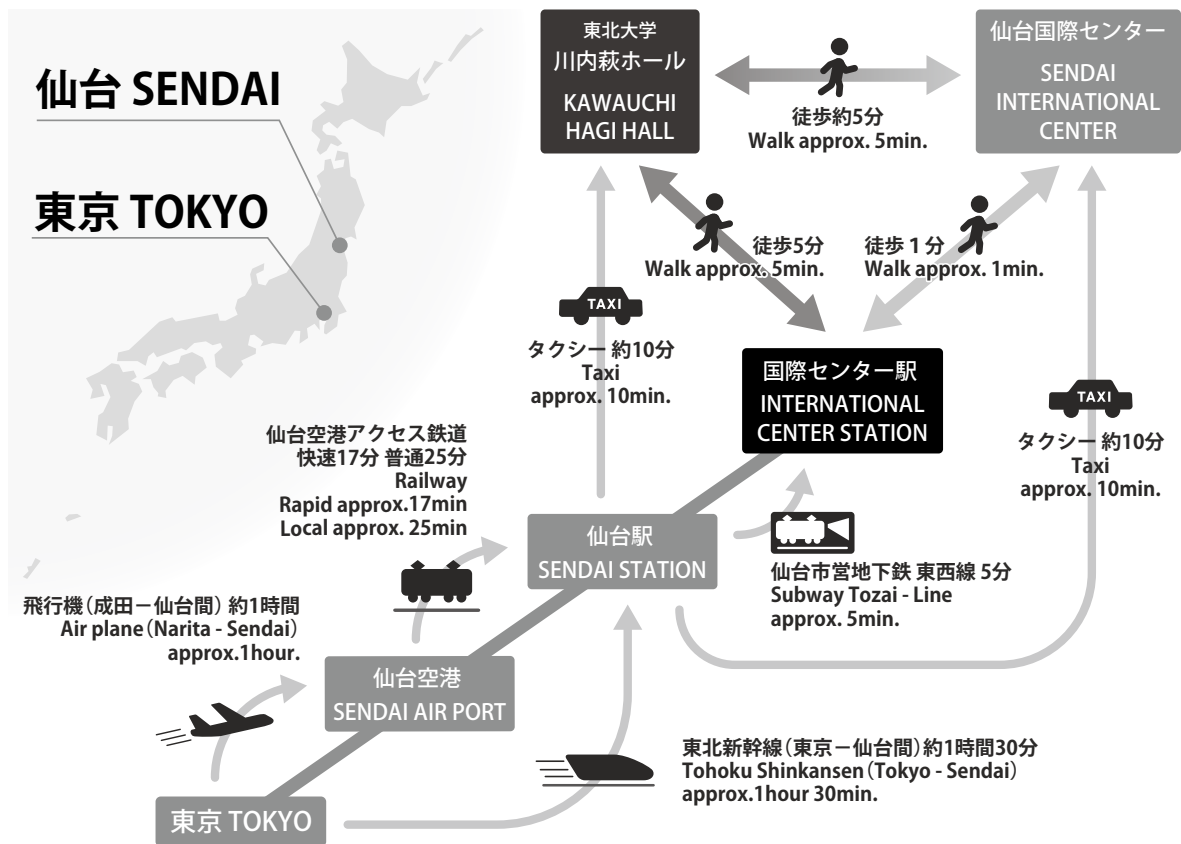 仙台 SENDAI
東京 TOKYO
東北大学
川内萩ホール
KAWAUCHI
HAGI HALL
徒歩約5分
Walk approx. 5min.
仙台国際センター
SENDAI
INTERNATIONAL
CENTER
徒歩5分
Walk approx. 5min.
徒歩 1 分
Walk approx. 1min.
TAXI
タクシー 約10分
Taxi
approx. 10min.
国際センター駅
INTERNATIONAL
CENTER STATION
TAXI
タクシー 約10分
Taxi
approx. 10min.
仙台空港アクセス鉄道
快速17分 普通25分
Railway
Rapid approx.17min
Local approx. 25min
仙台駅
SENDAI STATION
仙台市営地下鉄 東西線 5分
Subway Tozai - Line
approx. 5min.
飛行機（成田－仙台間）約1時間
Air plane（Narita - Sendai）
approx.1hour.
仙台空港
SENDAI AIR PORT
東北新幹線（東京－仙台間）約1時間30分
Tohoku Shinkansen（Tokyo - Sendai）
approx.1hour 30min.
東京 TOKYO